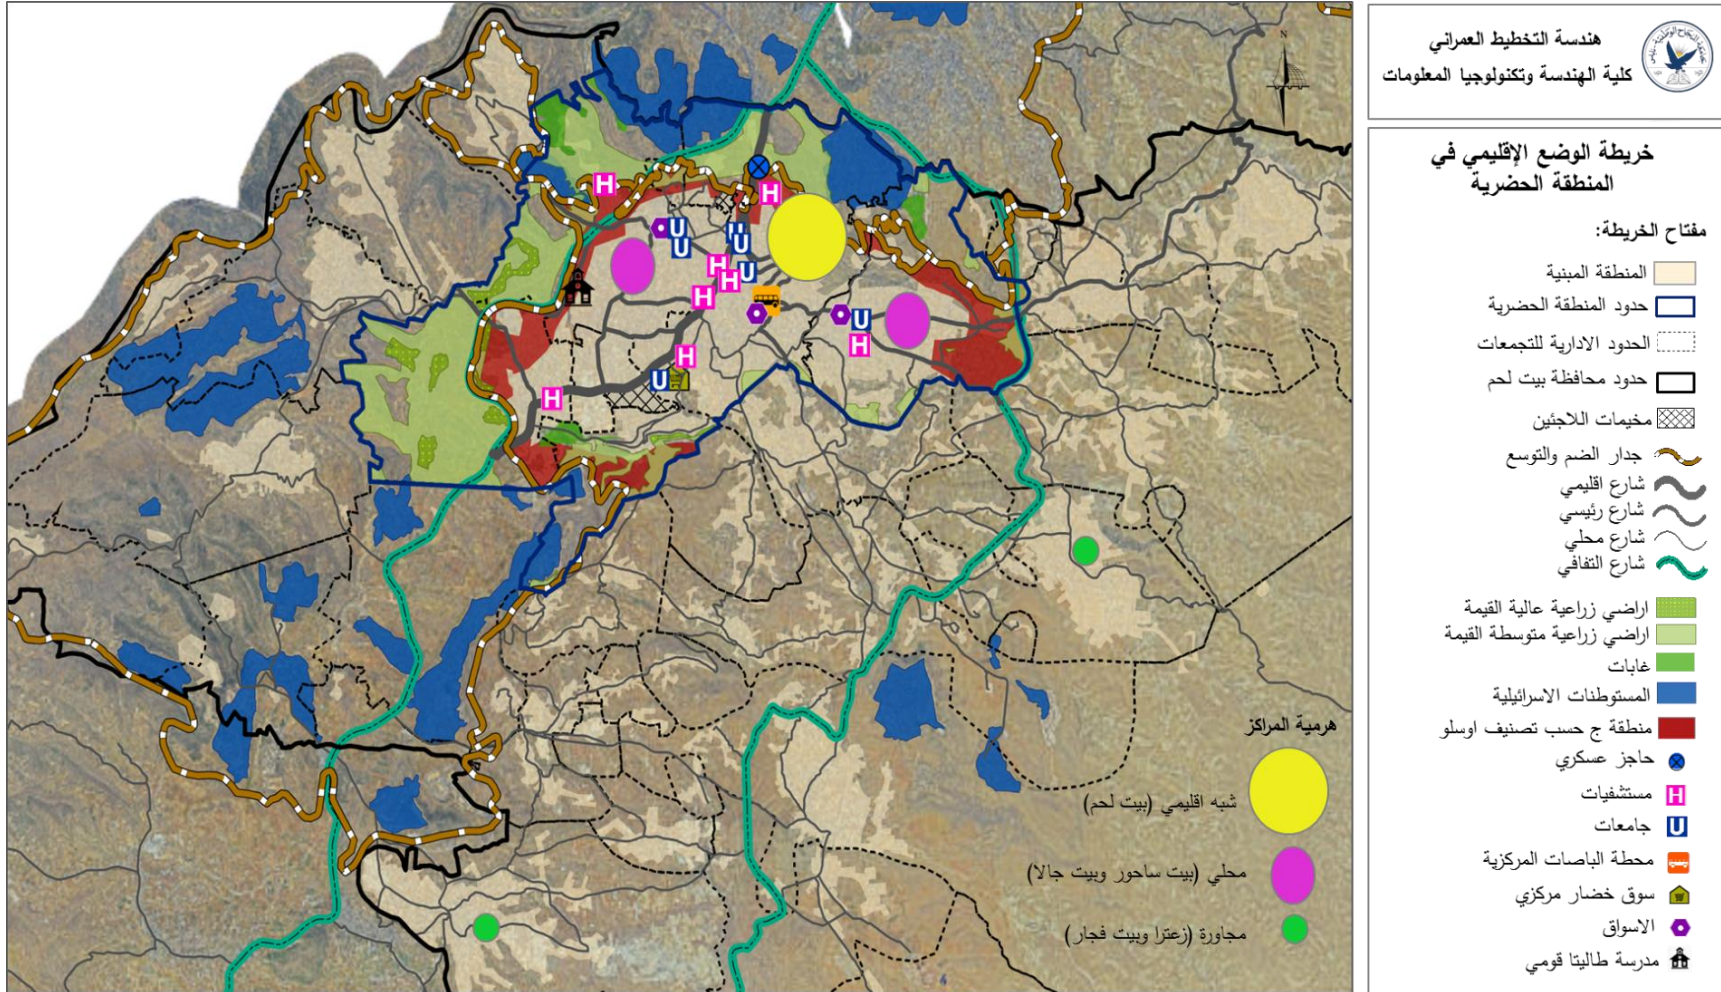 هندسة التخطيط العمراني
كلية الهندسة وتكنولوجيا المعلومات
خريطة الوضع الإقليمي في
المنطقة الحضرية
مفتاح الخريطة:
المنطقة المبنية
حدود المنطقة الحضرية
الحدود الادارية للتجمعات
حدود محافظة بيت لحم
مخيمات اللاجئين
جدار الضم والتوسع
شارع اقليمي
شارع رئيسي
شارع محلي
شارع التفافي
اراضي زراعية عالية القيمة
اراضي زراعية متوسطة القيمة
غابات
المستوطنات الاسرائيلية
منطقة ج حسب تصنيف اوسلو
حاجز عسكري
H مستشفيات
U جامعات
محطة الباصات المركزية
سوق خضار مركزي
الاسواق
مدرسة طاليتا قومي
N
H
H
U
U
U
U
H
H
U
H
U
H
H
U
H
هرمية المراكز
شبه اقليمي (بيت لحم)
محلي (بيت ساحور وبيت جالا)
مجاورة (زعترا وبيت فجار)